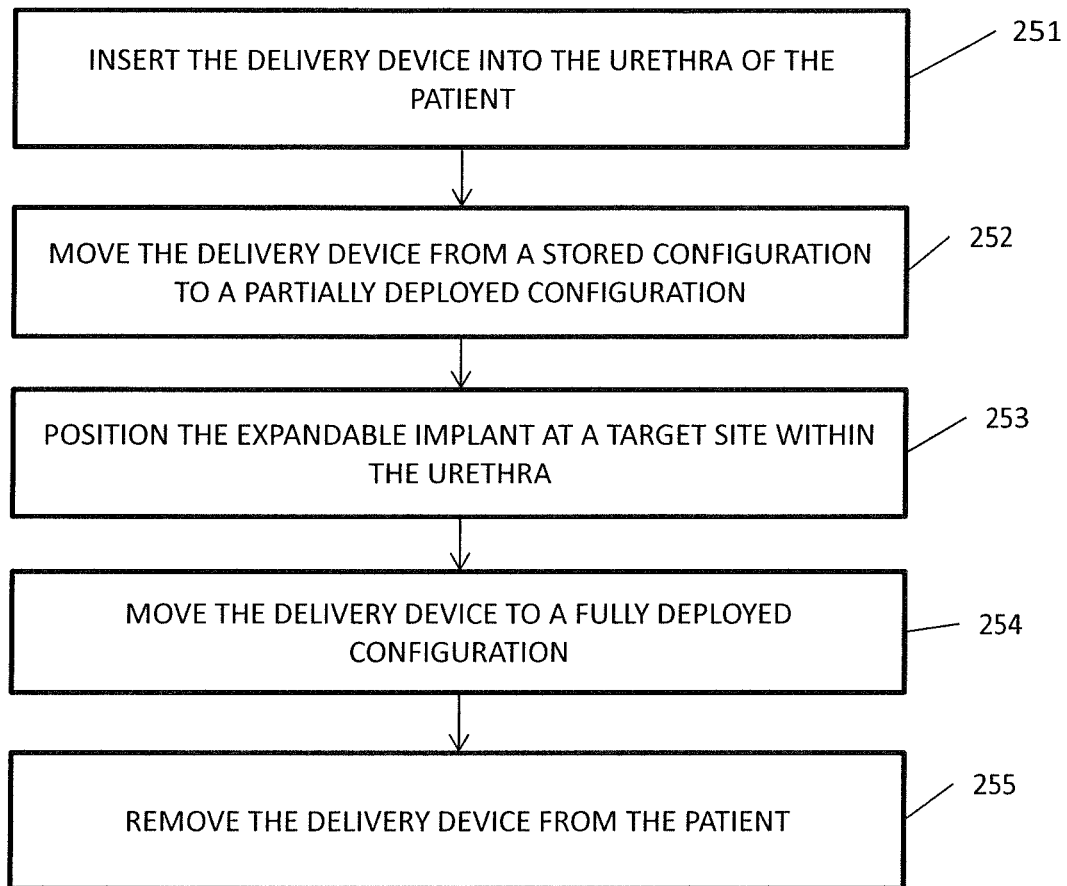 251
INSERT THE DELIVERY DEVICE INTO THE URETHRA OF THE
PATIENT
252
MOVE THE DELIVERY DEVICE FROM A STORED CONFIGURATION
TO A PARTIALLY DEPLOYED CONFIGURATION
253
POSITION THE EXPANDABLE IMPLANT AT A TARGET SITE WITHIN
THE URETHRA
254
MOVE THE DELIVERY DEVICE TO A FULLY DEPLOYED
CONFIGURATION
255
REMOVE THE DELIVERY DEVICE FROM THE PATIENT